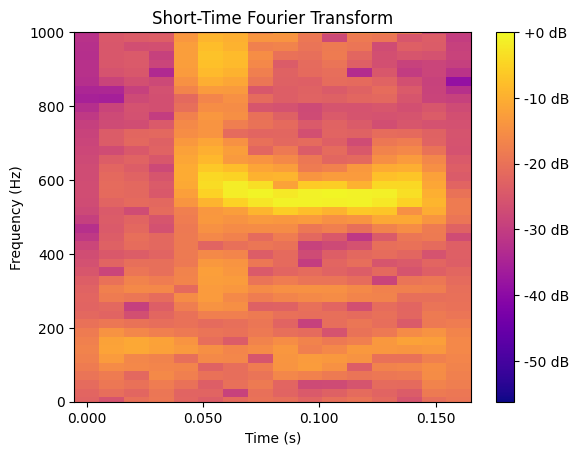 Short-Time Fourier Transform
1000
800
600
400
200
0
Frequency (Hz)
0.000
0.050
0.100
0.150
Time (s)
+0 dB
-10 dB
-20 dB
-30 dB
-40 dB
-50 dB